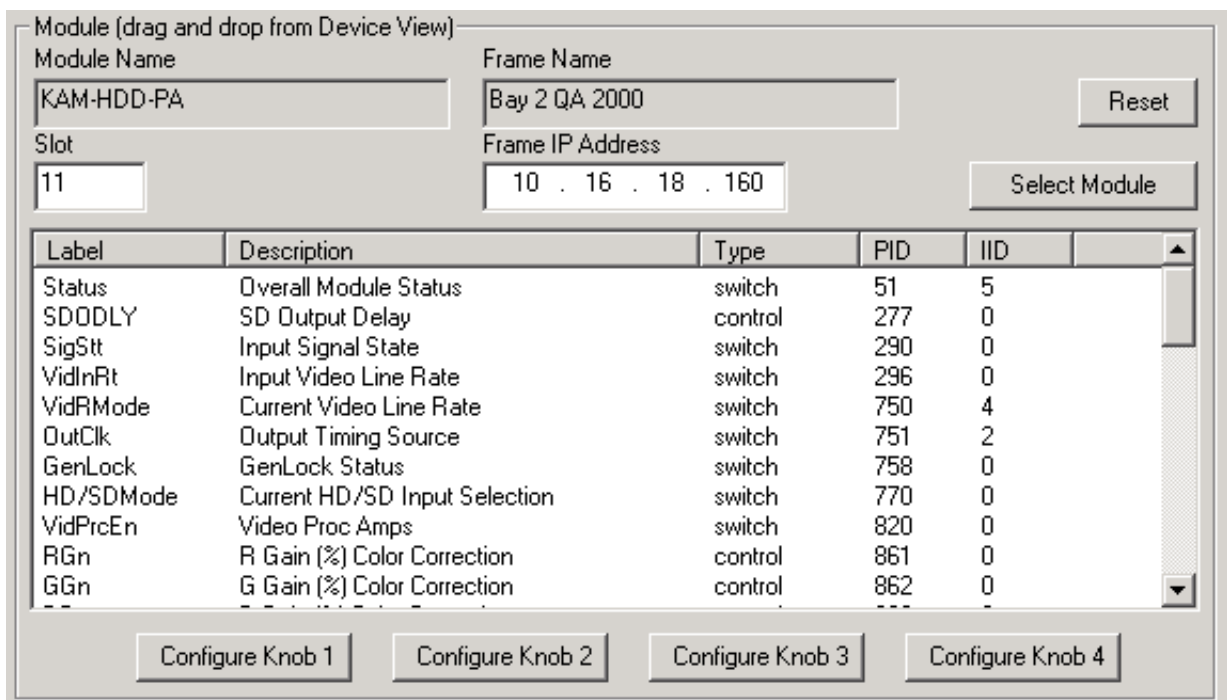 Module (drag and drop from Device View)
Module Name Frame Name
KAM-HDD-PA Bay 2 QA 2000 Reset
Slot Frame IP Address
11 10 . 16 . 18 . 160 Select Module
Label Description Type PID IID
Status Overall Module Status switch 51 5
SDODLY SD Output Delay control 277 0
SigStt Input Signal State switch 290 0
VidInRt Input Video Line Rate switch 296 0
VidRMode Current Video Line Rate switch 750 4
OutClk Output Timing Source switch 751 2
GenLock GenLock Status switch 758 0
HD/SDMode Current HD/SD Input Selection switch 770 0
VidPrcEn Video Proc Amps switch 820 0
RGn R Gain (%) Color Correction control 861 0
GGn G Gain (%) Color Correction control 862 0
Configure Knob 1 Configure Knob 2 Configure Knob 3 Configure Knob 4